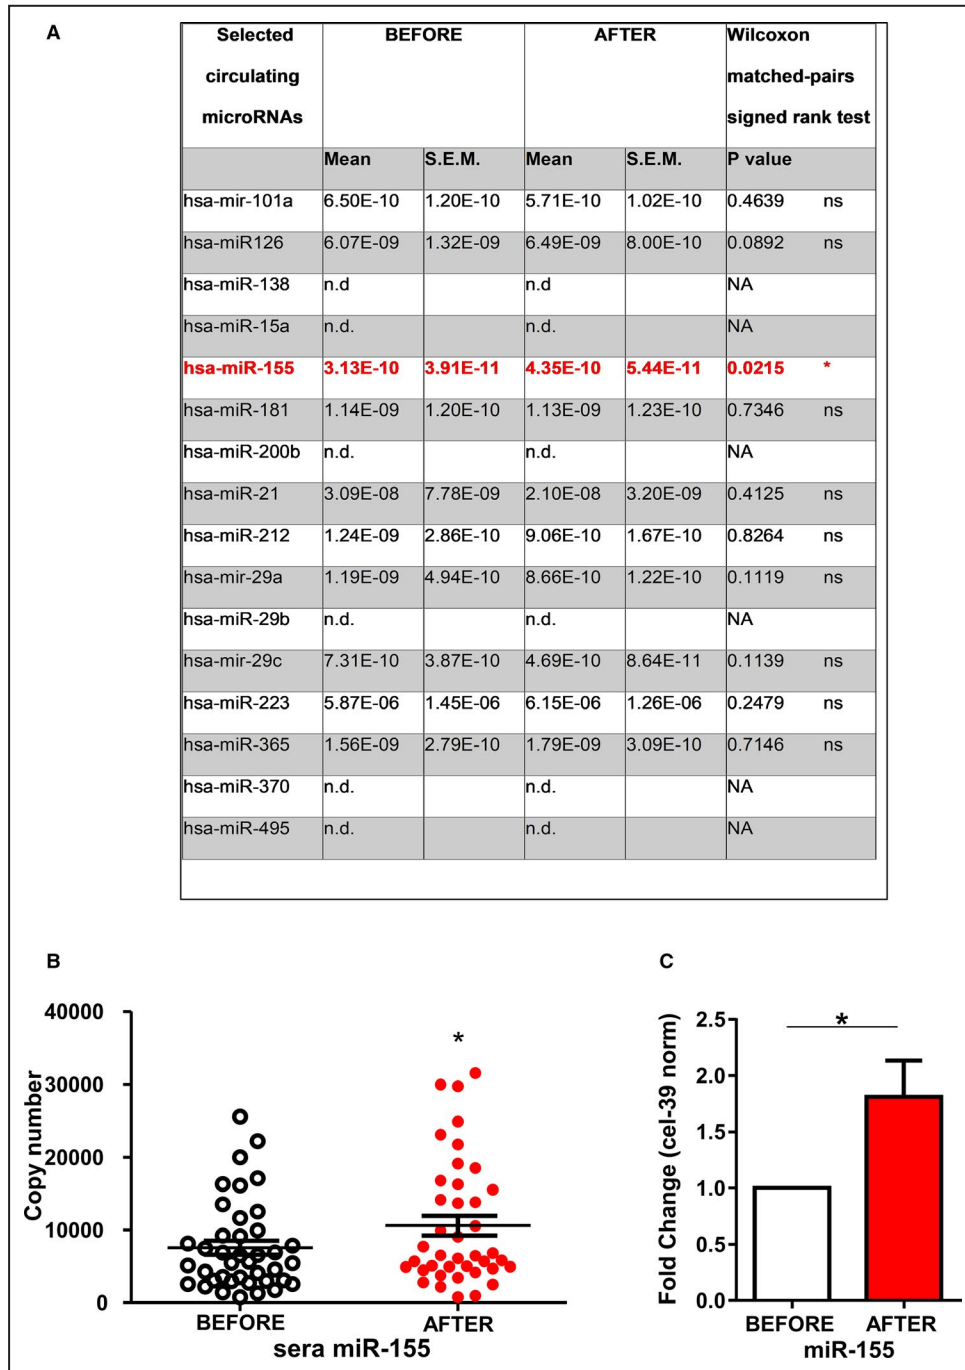 A
Selected circulating microRNAs BEFORE AFTER Wilcoxon matched-pairs signed rank test
Mean S.E.M. Mean S.E.M. P value
hsa-mir-101a 6.50E-10 1.20E-10 5.71E-10 1.02E-10 0.4639 ns
hsa-miR126 6.07E-09 1.32E-09 6.49E-09 8.00E-10 0.0892 ns
hsa-miR-138 n.d n.d NA
hsa-miR-15a n.d. n.d. NA
hsa-miR-155 3.13E-10 3.91E-11 4.35E-10 5.44E-11 0.0215 *
hsa-miR-181 1.14E-09 1.20E-10 1.13E-09 1.23E-10 0.7346 ns
hsa-miR-200b n.d. n.d. NA
hsa-miR-21 3.09E-08 7.78E-09 2.10E-08 3.20E-09 0.4125 ns
hsa-miR-212 1.24E-09 2.86E-10 9.06E-10 1.67E-10 0.8264 ns
hsa-mir-29a 1.19E-09 4.94E-10 8.66E-10 1.22E-10 0.1119 ns
hsa-miR-29b n.d. n.d. NA
hsa-mir-29c 7.31E-10 3.87E-10 4.69E-10 8.64E-11 0.1139 ns
hsa-miR-223 5.87E-06 1.45E-06 6.15E-06 1.26E-06 0.2479 ns
hsa-miR-365 1.56E-09 2.79E-10 1.79E-09 3.09E-10 0.7146 ns
hsa-miR-370 n.d. n.d. NA
hsa-miR-495 n.d. n.d. NA
B
Copy number
40000
30000
20000
10000
0
*
BEFORE AFTER
sera miR-155
C
Fold Change (cel-39 norm)
2.5
2.0
1.5
1.0
0.5
0.0
*
BEFORE AFTER
miR-155